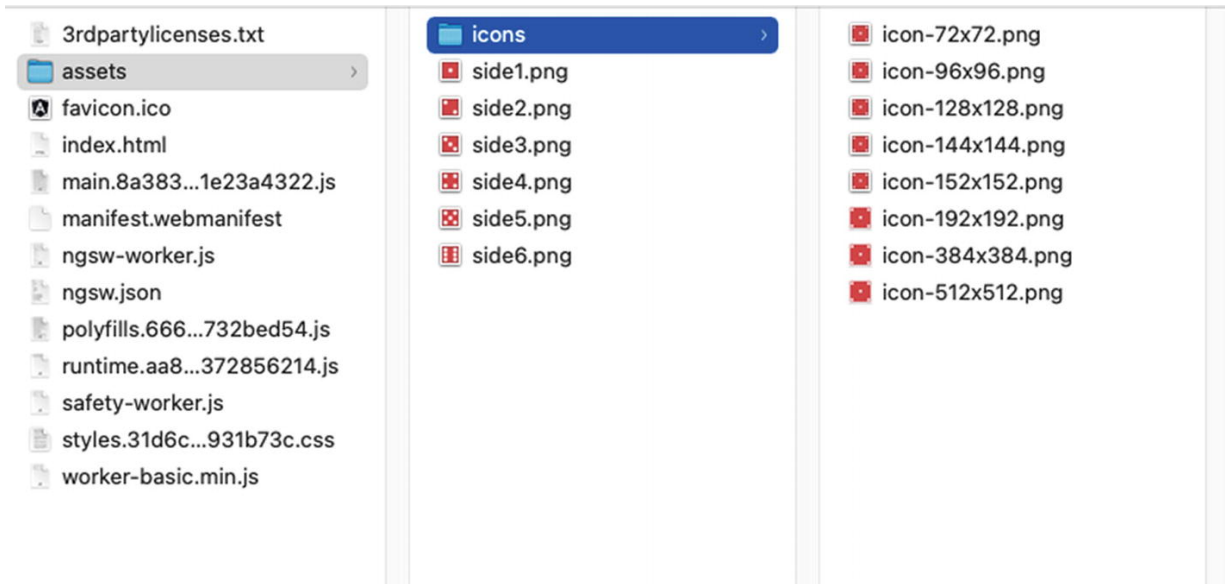 3rdpartylicenses.txt
assets
favicon.ico
index.html
main.8a383...1e23a4322.js
manifest.webmanifest
ngsw-worker.js
ngsw.json
polyfills.666...732bed54.js
runtime.aa8...372856214.js
safety-worker.js
styles.31d6c...931b73c.css
worker-basic.min.js
icons
side1.png
side2.png
side3.png
side4.png
side5.png
side6.png
icon-72x72.png
icon-96x96.png
icon-128x128.png
icon-144x144.png
icon-152x152.png
icon-192x192.png
icon-384x384.png
icon-512x512.png